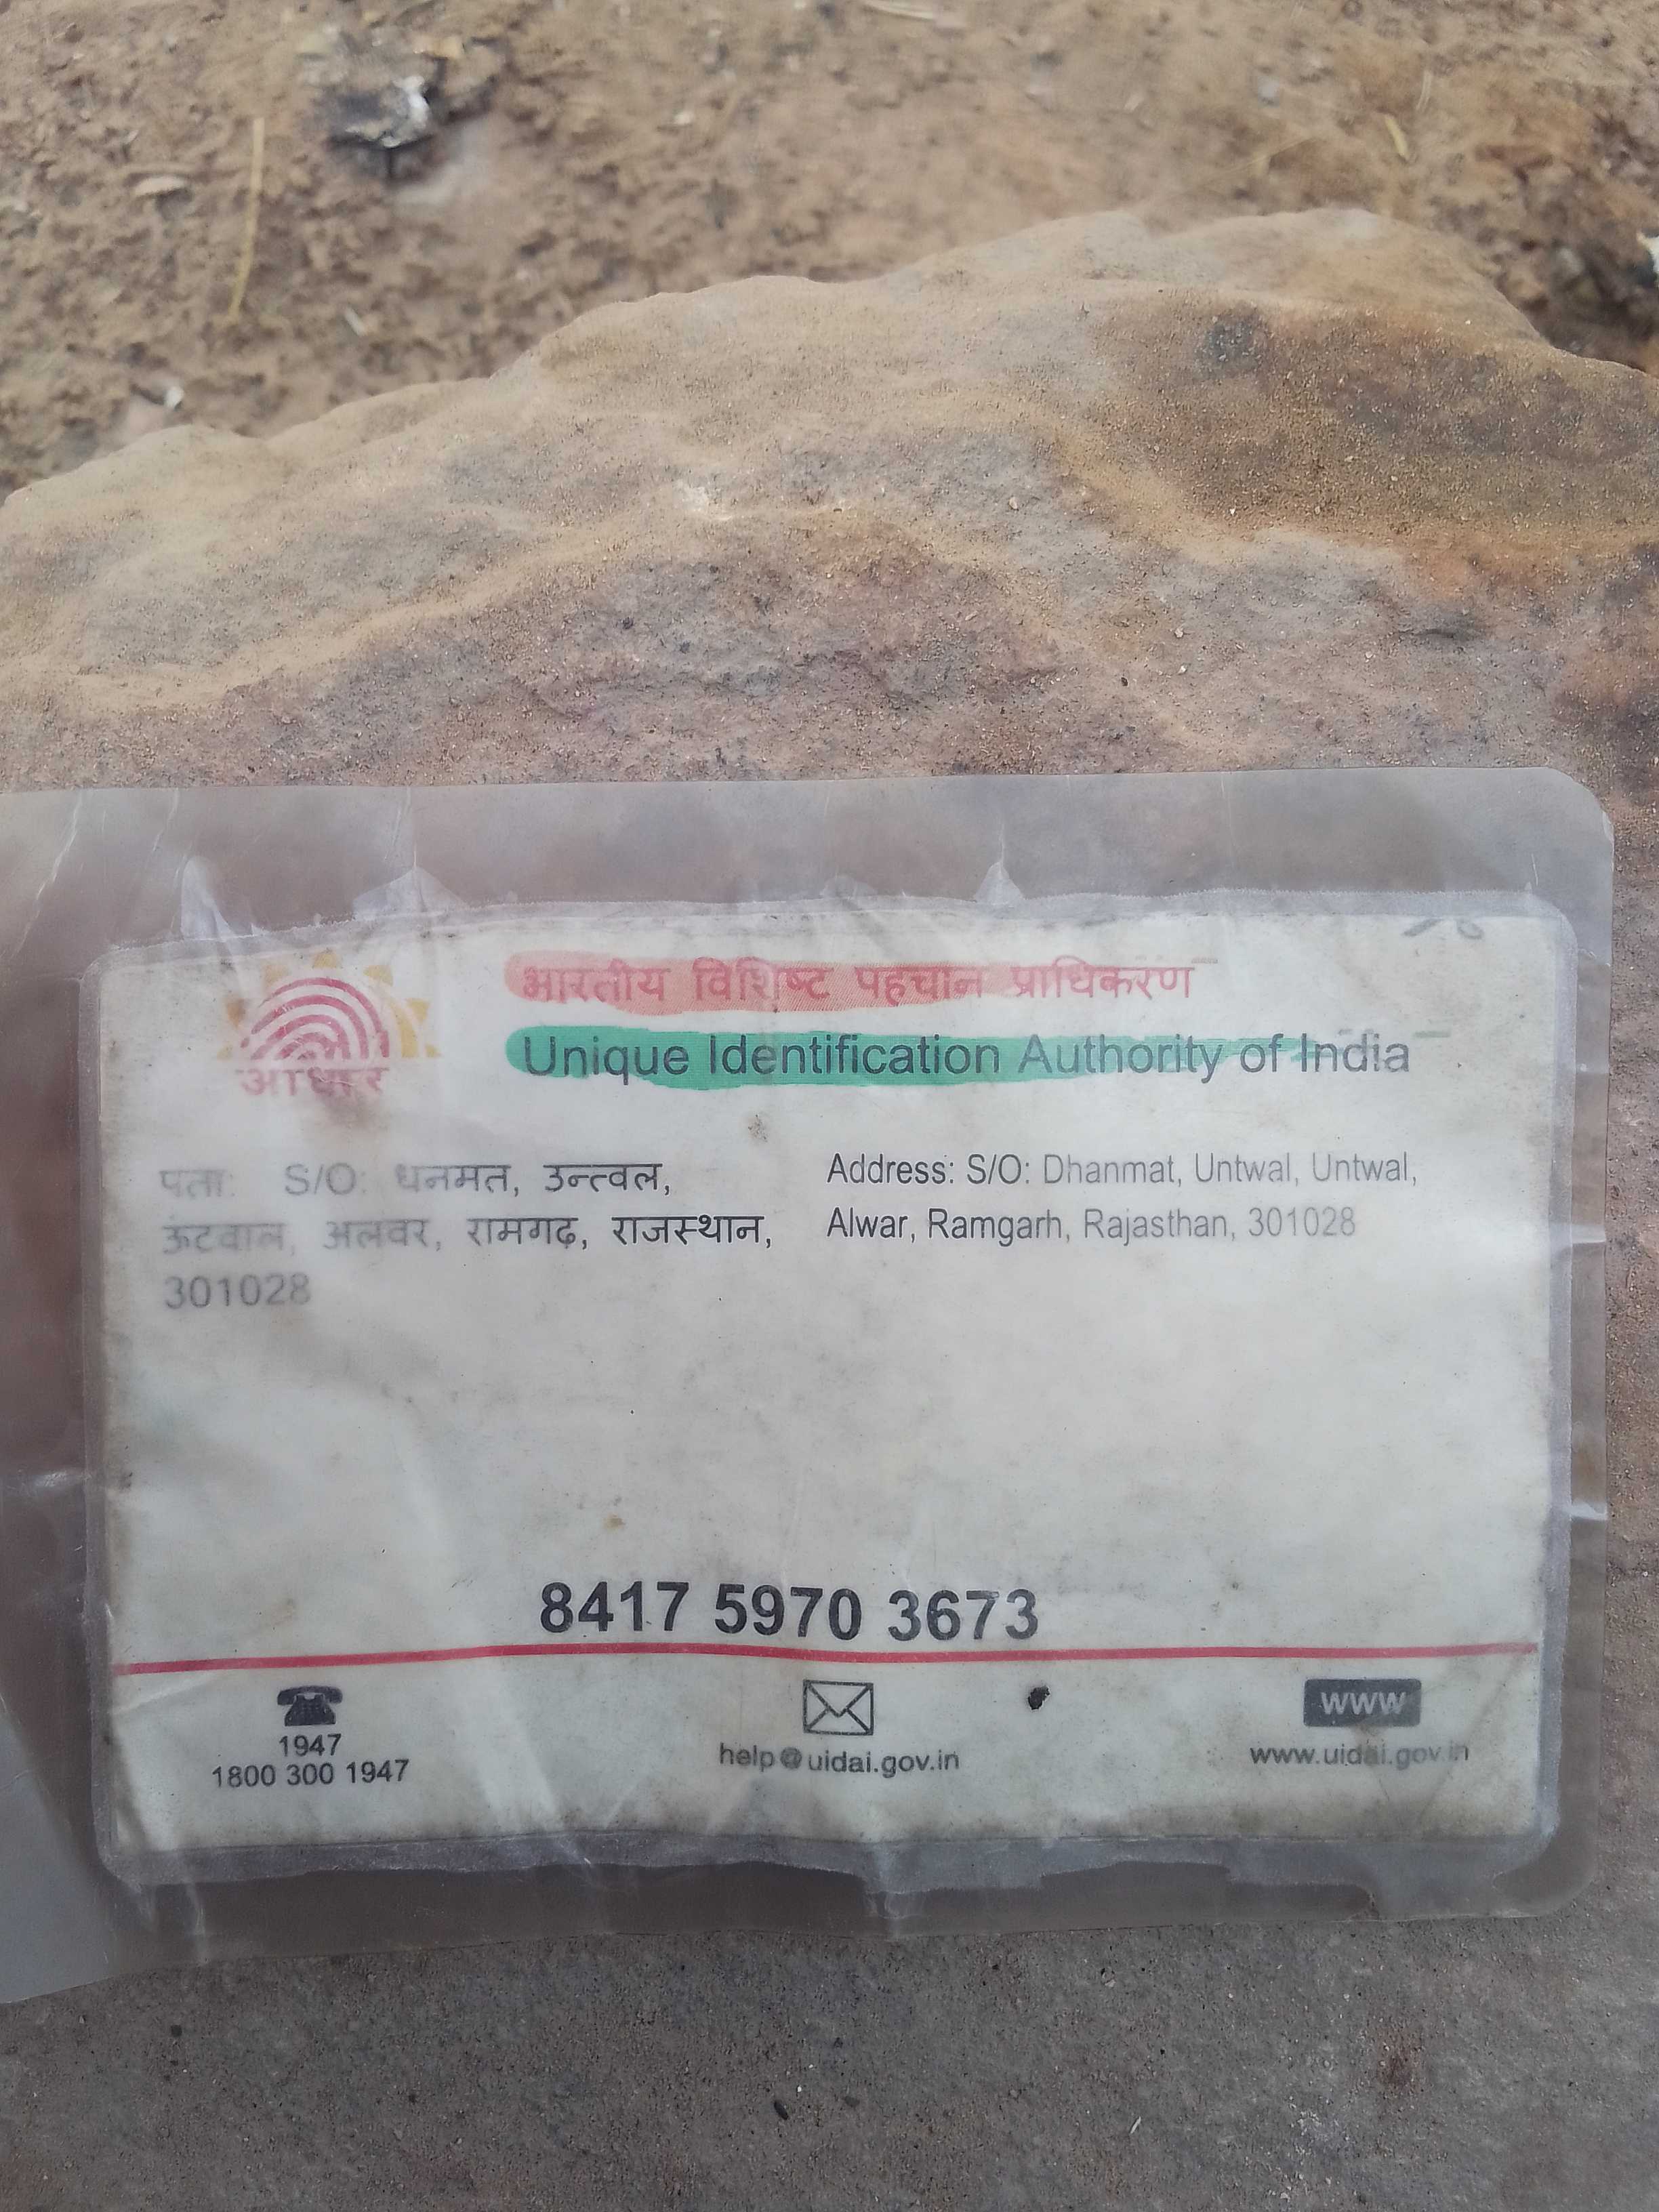 भारतीय विशिष्ट पहचान प्राधिकरण
Unique Identification Authority of India
आधार
पता: S/O: धनमत, उन्त्वल,
ऊंटवाल, अलवर, रामगढ़, राजस्थान,
301028
Address: S/O: Dhanmat, Untwal, Untwal,
Alwar, Ramgarh, Rajasthan, 301028
8417 5970 3673
1947
1800 300 1947
help@uidai.gov.in
www
www.uidai.gov.in